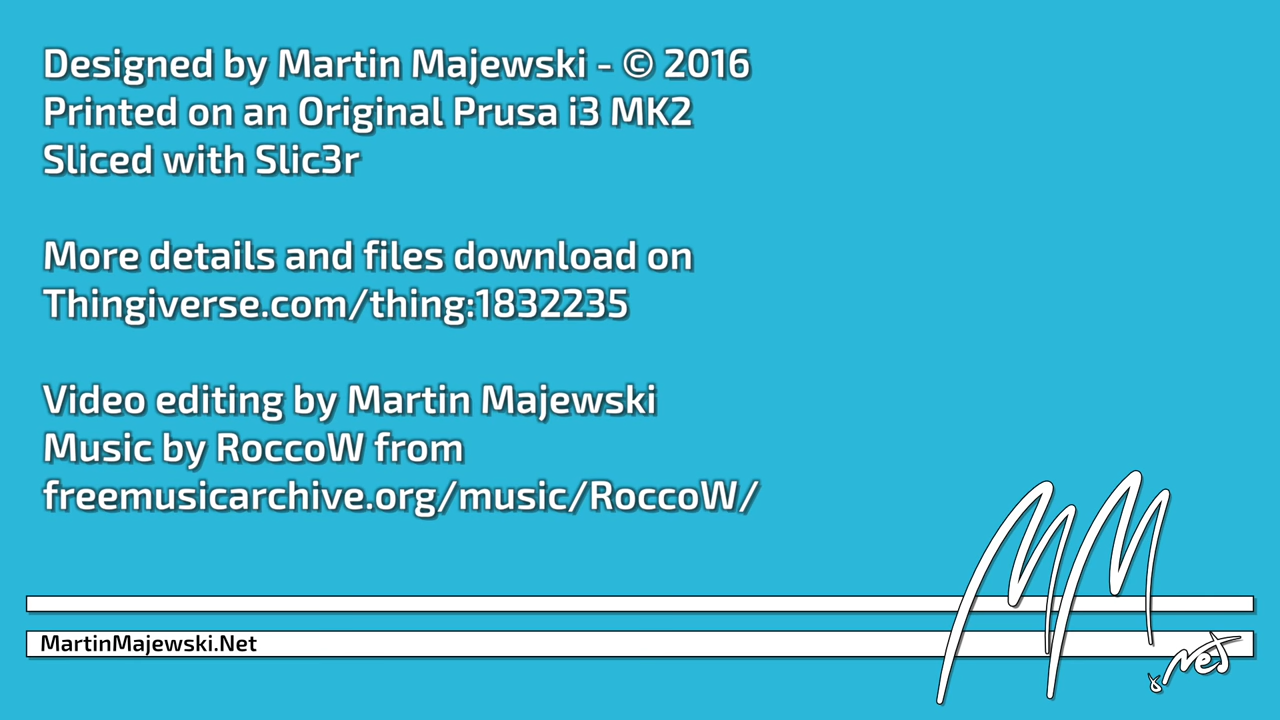 Designed by Martin Majewski - © 2016
Printed on an Original Prusa i3 MK2
Sliced with Slic3r
More details and files download on
Thingiverse.com/thing:1832235
Video editing by Martin Majewski
Music by RoccoW from
freemusicarchive.org/music/RoccoW/
MartinMajewski.Net
MM
.Net